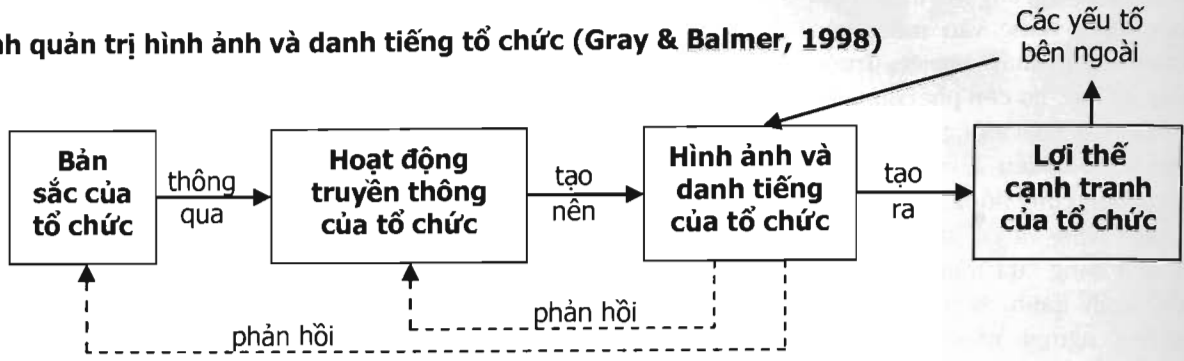 nh quản trị hình ảnh và danh tiếng tổ chức (Gray & Balmer, 1998)
Các yếu tố
bên ngoài
Bản
sắc của
tổ chức
thông
qua
Hoạt động
truyền thông
của tổ chức
tạo
nên
Hình ảnh và
danh tiếng
của tổ chức
tạo
ra
Lợi thế
cạnh tranh
của tổ chức
phản hồi
phản hồi